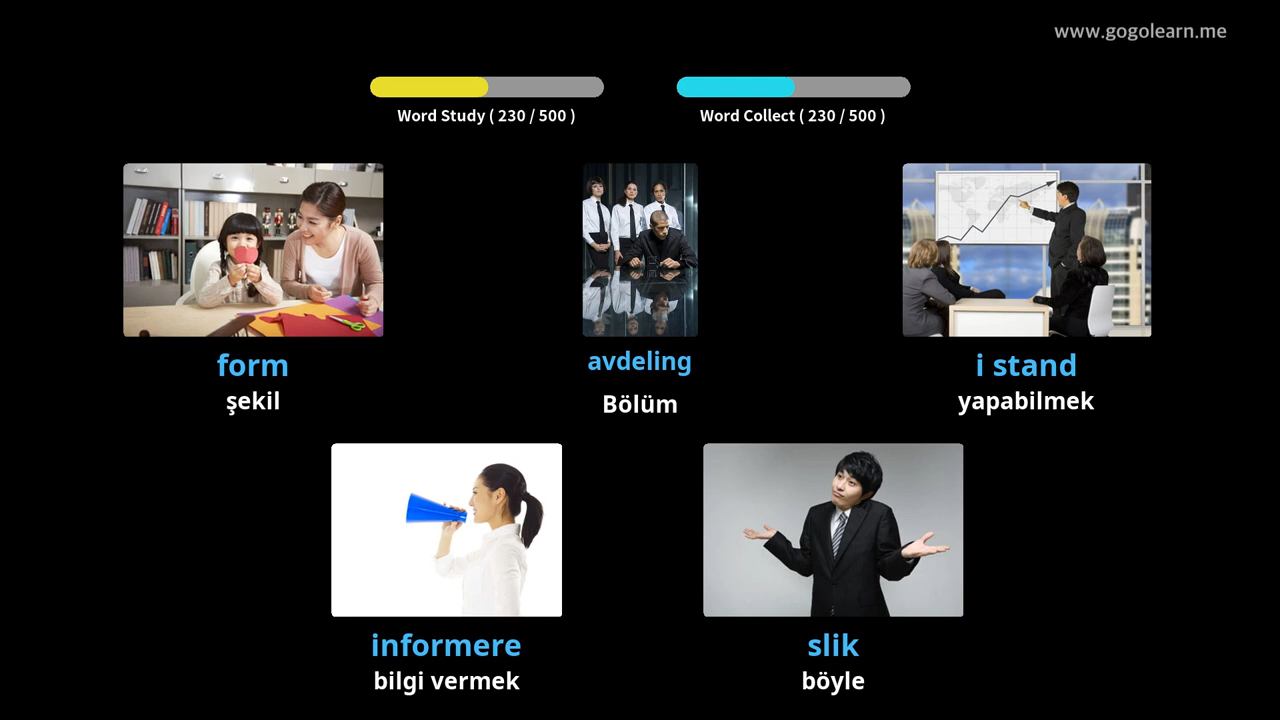 www.gogolearn.me
Word Study ( 230 / 500 )
Word Collect ( 230 / 500 )
form
şekil
avdeling
Bölüm
i stand
yapabilmek
informere
bilgi vermek
slik
böyle